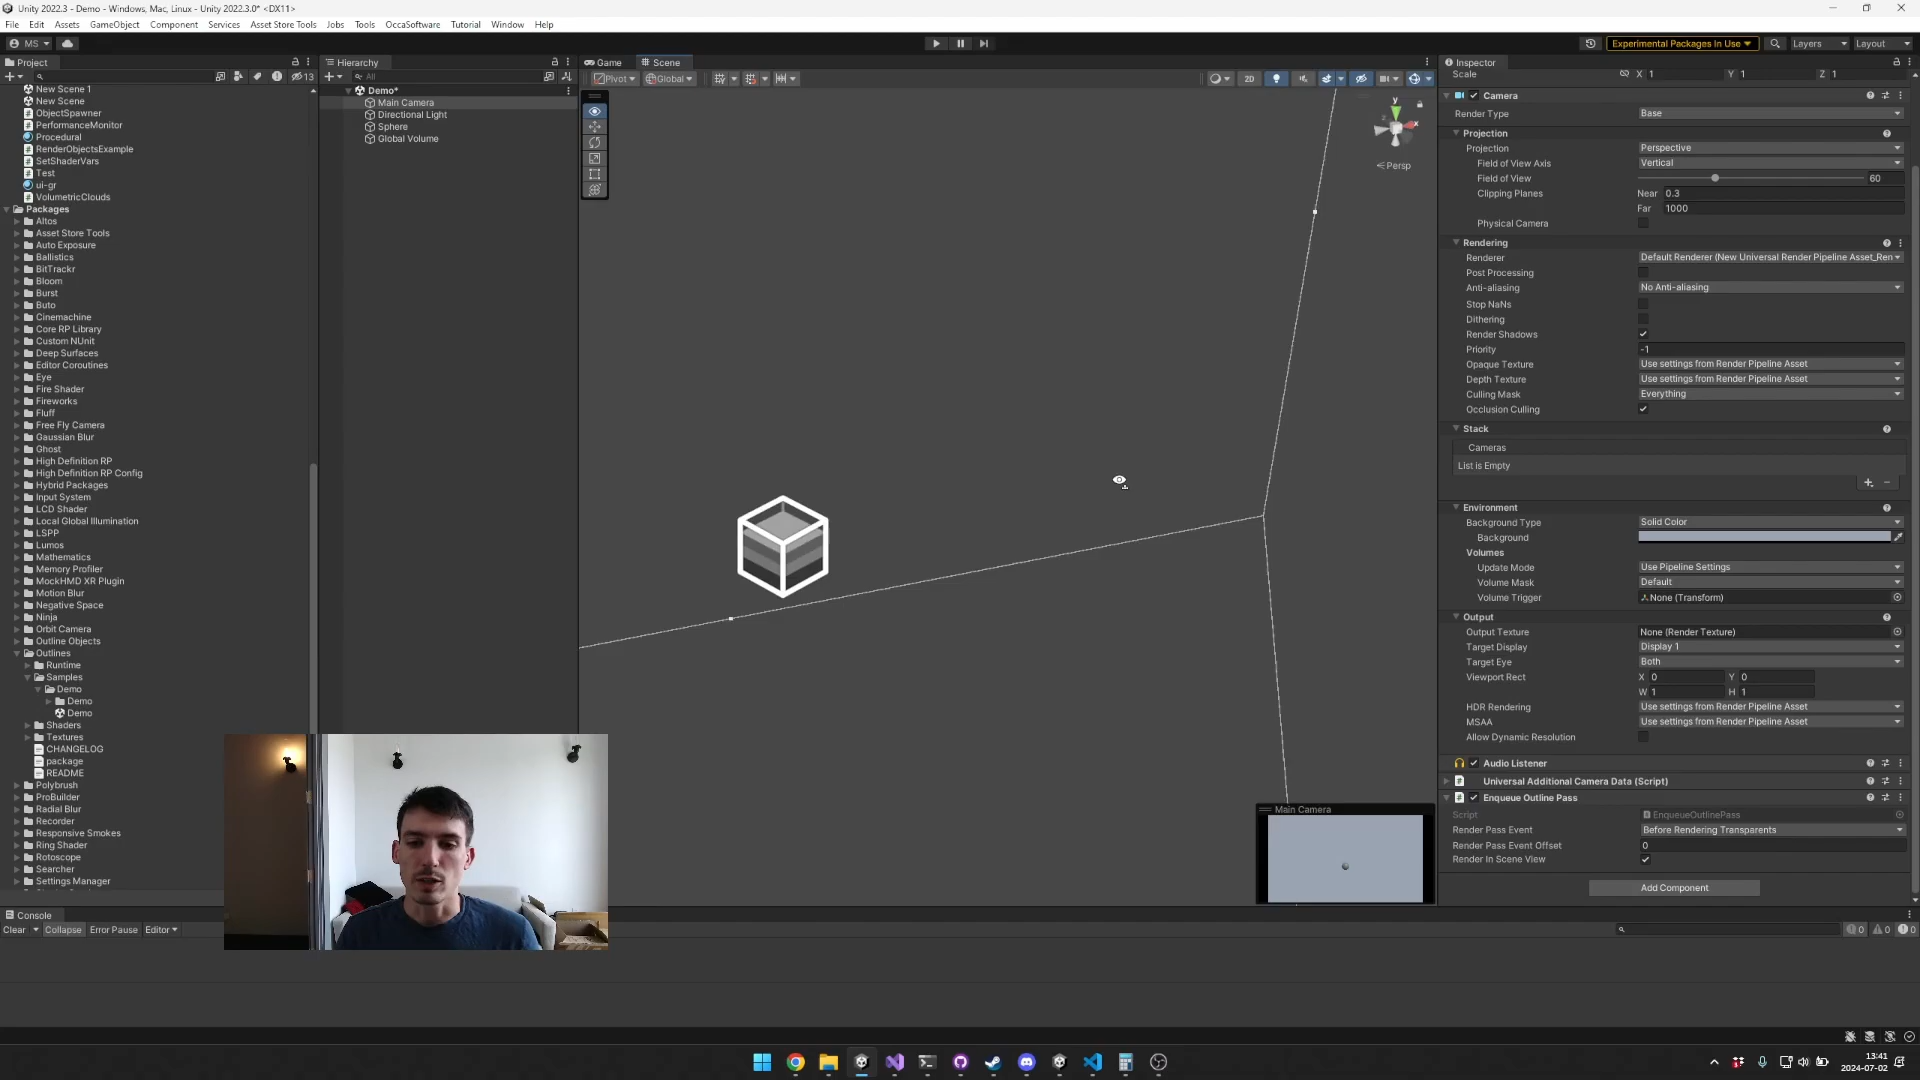 Unity 2022.3 - Demo - Windows, Mac, Linux - Unity 2022.3.0* <DX11>
File Edit Assets GameObject Component Services Asset Store Tools Jobs Tools OccaSoftware Tutorial Window Help
MS
Experimental Packages In Use
Layers
Layout
Project
13
New Scene 1
New Scene
ObjectSpawner
PerformanceMonitor
Procedural
RenderObjectsExample
SetShaderVars
Test
ui-gr
VolumetricClouds
Packages
Altos
Asset Store Tools
Auto Exposure
Ballistics
BitTrackr
Bloom
Burst
Buto
Cinemachine
Core RP Library
Custom NUnit
Deep Surfaces
Editor Coroutines
Eye
Fire Shader
Fireworks
Fluff
Free Fly Camera
Gaussian Blur
Ghost
High Definition RP
High Definition RP Config
Hybrid Packages
Input System
LCD Shader
Local Global Illumination
LSPP
Lumos
Mathematics
Memory Profiler
MockHMD XR Plugin
Motion Blur
Negative Space
Ninja
Orbit Camera
Outline Objects
Outlines
Runtime
Samples
Demo
Demo
Demo
Shaders
Textures
CHANGELOG
package
README
Polybrush
ProBuilder
Radial Blur
Recorder
Responsive Smokes
Ring Shader
Rotoscope
Searcher
Settings Manager
Hierarchy
All
Demo*
Main Camera
Directional Light
Sphere
Global Volume
Game
Scene
Pivot
Global
2D
y
x
z
Persp
Main Camera
Inspector
Scale X 1 Y 1 Z 1
Camera
Render Type Base
Projection
Projection Perspective
Field of View Axis Vertical
Field of View 60
Clipping Planes Near 0.3
Far 1000
Physical Camera
Rendering
Renderer Default Renderer (New Universal Render Pipeline Asset_Ren
Post Processing
Anti-aliasing No Anti-aliasing
Stop NaNs
Dithering
Render Shadows
Priority -1
Opaque Texture Use settings from Render Pipeline Asset
Depth Texture Use settings from Render Pipeline Asset
Culling Mask Everything
Occlusion Culling
Stack
Cameras
List is Empty
Environment
Background Type Solid Color
Background
Volumes
Update Mode Use Pipeline Settings
Volume Mask Default
Volume Trigger None (Transform)
Output
Output Texture None (Render Texture)
Target Display Display 1
Target Eye Both
Viewport Rect X 0 Y 0
W 1 H 1
HDR Rendering Use settings from Render Pipeline Asset
MSAA Use settings from Render Pipeline Asset
Allow Dynamic Resolution
Audio Listener
Universal Additional Camera Data (Script)
Enqueue Outline Pass
Script EnqueueOutlinePass
Render Pass Event Before Rendering Transparents
Render Pass Event Offset 0
Render In Scene View
Add Component
Console
Clear Collapse Error Pause Editor
0 0 0
13:41
2024-07-02